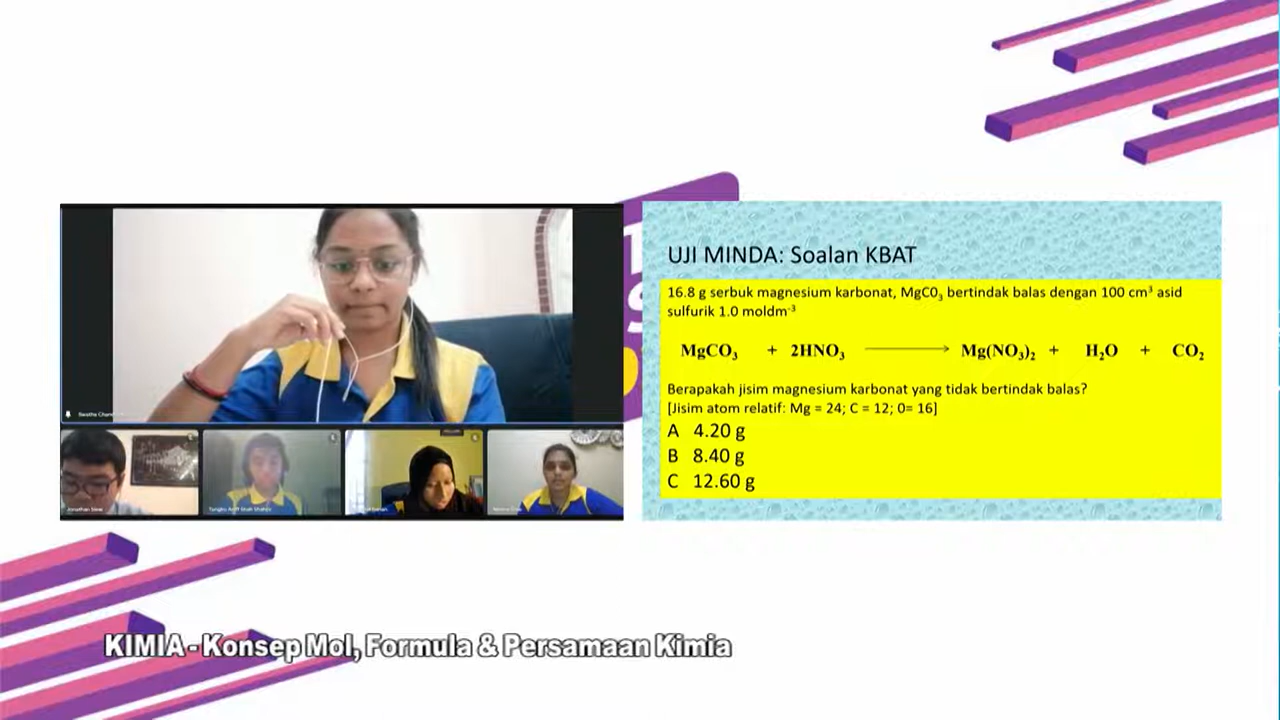 UJI MINDA: Soalan KBAT
16.8 g serbuk magnesium karbonat, MgC0₃ bertindak balas dengan 100 cm³ asid
sulfurik 1.0 moldm⁻³
MgCO₃ + 2HNO₃ ⟶ Mg(NO₃)₂ + H₂O + CO₂
Berapakah jisim magnesium karbonat yang tidak bertindak balas?
[Jisim atom relatif: Mg = 24; C = 12; 0= 16]
A 4.20 g
B 8.40 g
C 12.60 g
KIMIA - Konsep Mol, Formula & Persamaan Kimia